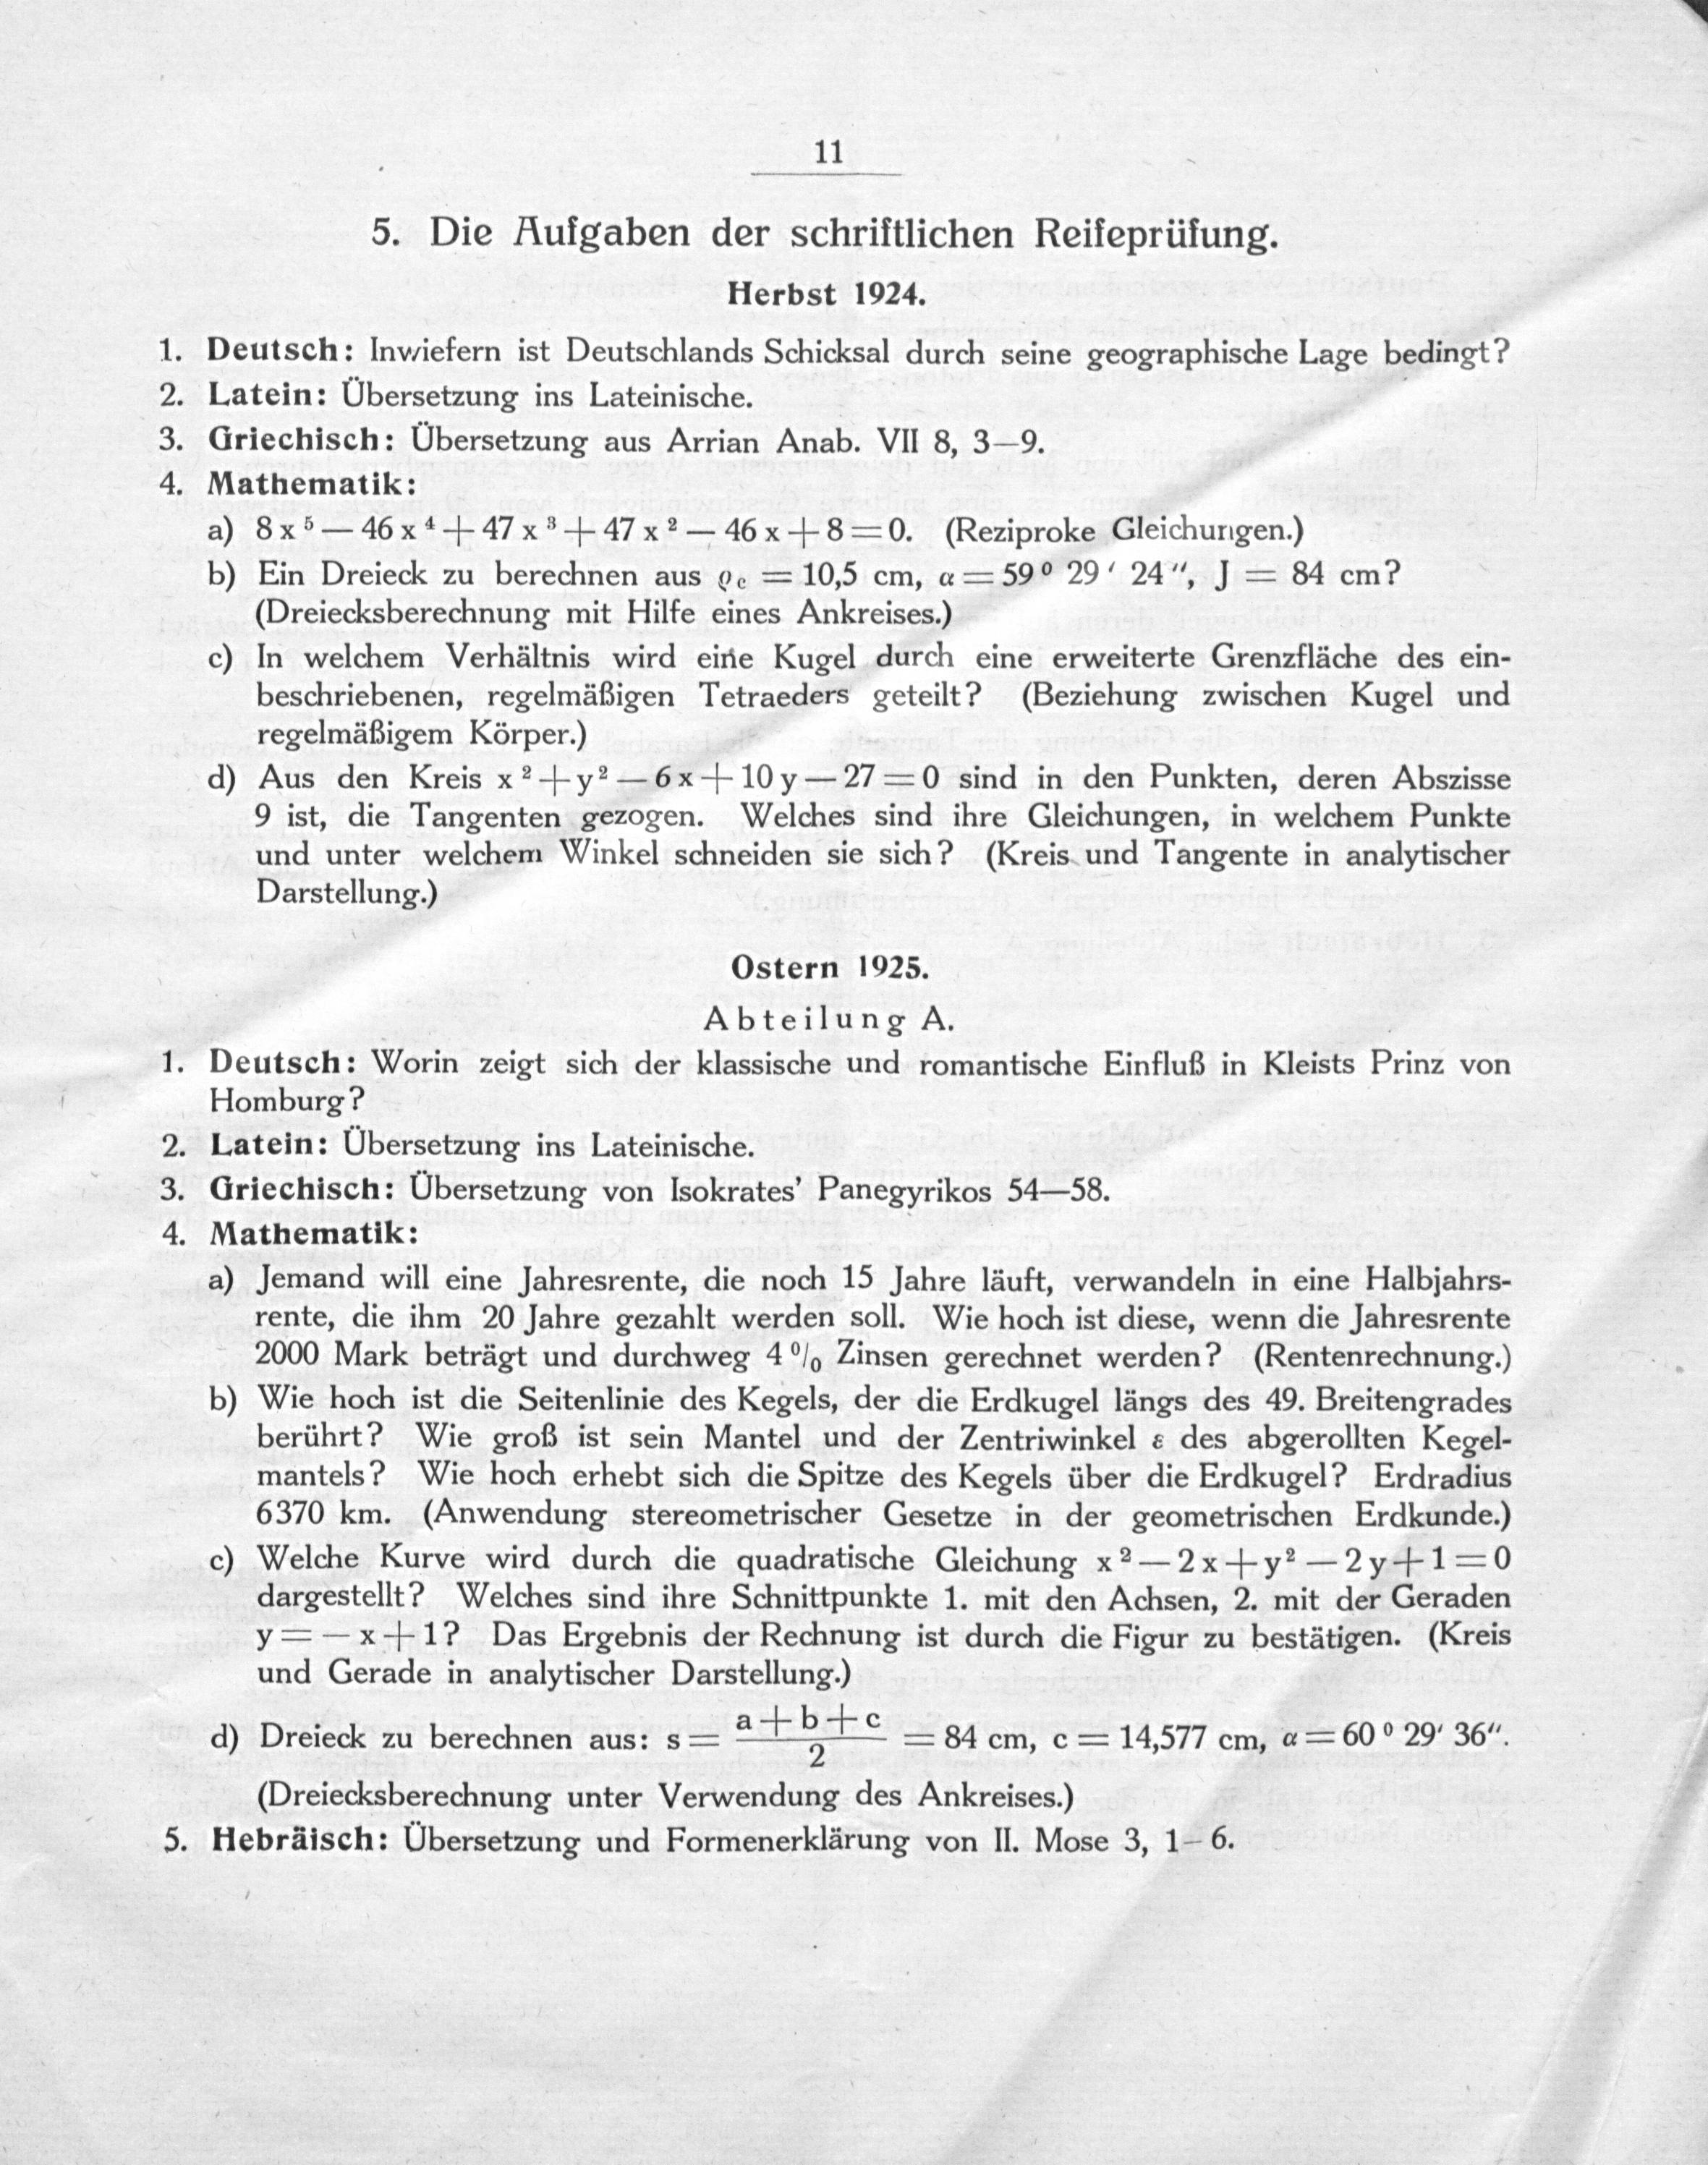 11
5. Die Aufgaben der schriftlichen Reifeprüfung.
Herbst 1924.
1. Deutsch: Inwiefern ist Deutschlands Schicksal durch seine geographische Lage bedingt?
2. Latein: Übersetzung ins Lateinische.
3. Griechisch: Übersetzung aus Arrian Anab. VII 8, 3—9.
4. Mathematik:
a) 8 x⁵ — 46 x⁴ + 47 x³ + 47 x² — 46 x + 8 = 0. (Reziproke Gleichungen.)
b) Ein Dreieck zu berechnen aus ϱc = 10,5 cm, α = 59⁰ 29′ 24″, J = 84 cm?
(Dreiecksberechnung mit Hilfe eines Ankreises.)
c) In welchem Verhältnis wird eine Kugel durch eine erweiterte Grenzfläche des ein-
beschriebenen, regelmäßigen Tetraeders geteilt? (Beziehung zwischen Kugel und
regelmäßigem Körper.)
d) Aus den Kreis x² + y² — 6 x + 10 y — 27 = 0 sind in den Punkten, deren Abszisse
9 ist, die Tangenten gezogen. Welches sind ihre Gleichungen, in welchem Punkte
und unter welchem Winkel schneiden sie sich? (Kreis und Tangente in analytischer
Darstellung.)
Ostern 1925.
Abteilung A.
1. Deutsch: Worin zeigt sich der klassische und romantische Einfluß in Kleists Prinz von
Homburg?
2. Latein: Übersetzung ins Lateinische.
3. Griechisch: Übersetzung von Isokrates’ Panegyrikos 54—58.
4. Mathematik:
a) Jemand will eine Jahresrente, die noch 15 Jahre läuft, verwandeln in eine Halbjahrs-
rente, die ihm 20 Jahre gezahlt werden soll. Wie hoch ist diese, wenn die Jahresrente
2000 Mark beträgt und durchweg 4 % Zinsen gerechnet werden? (Rentenrechnung.)
b) Wie hoch ist die Seitenlinie des Kegels, der die Erdkugel längs des 49. Breitengrades
berührt? Wie groß ist sein Mantel und der Zentriwinkel ε des abgerollten Kegel-
mantels? Wie hoch erhebt sich die Spitze des Kegels über die Erdkugel? Erdradius
6370 km. (Anwendung stereometrischer Gesetze in der geometrischen Erdkunde.)
c) Welche Kurve wird durch die quadratische Gleichung x² — 2 x + y² — 2 y + 1 = 0
dargestellt? Welches sind ihre Schnittpunkte 1. mit den Achsen, 2. mit der Geraden
y = — x + 1? Das Ergebnis der Rechnung ist durch die Figur zu bestätigen. (Kreis
und Gerade in analytischer Darstellung.)
d) Dreieck zu berechnen aus: s = (a + b + c)/2 = 84 cm, c = 14,577 cm, α = 60⁰ 29′ 36″.
(Dreiecksberechnung unter Verwendung des Ankreises.)
5. Hebräisch: Übersetzung und Formenerklärung von II. Mose 3, 1—6.